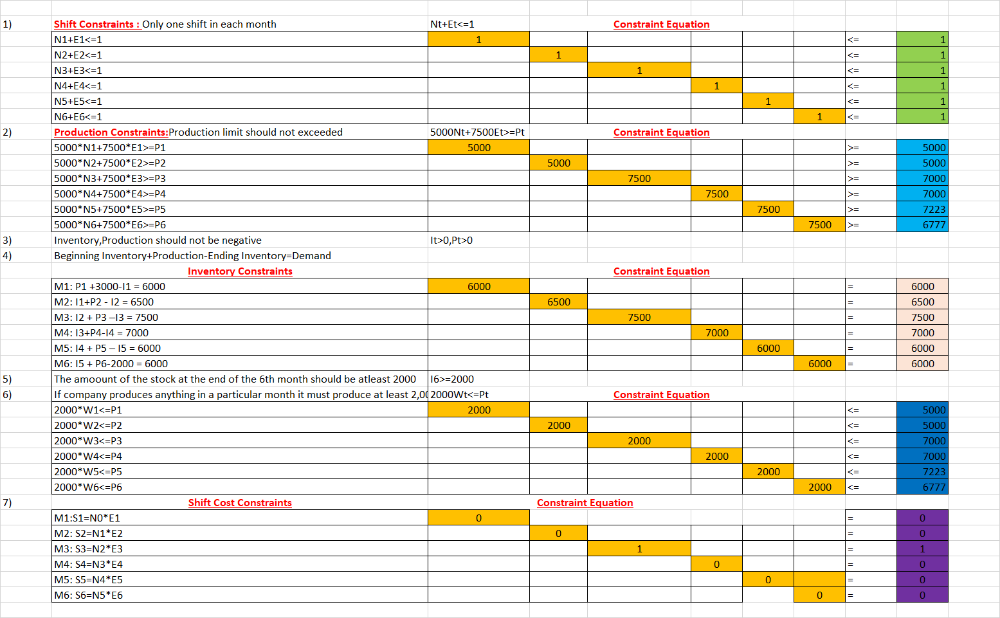 1) Shift Constraints : Only one shift in each month Nt+Et<=1 Constraint Equation
N1+E1<=1 1 <= 1
N2+E2<=1 1 <= 1
N3+E3<=1 1 <= 1
N4+E4<=1 1 <= 1
N5+E5<=1 1 <= 1
N6+E6<=1 1 <= 1
2) Production Constraints:Production limit should not exceeded 5000Nt+7500Et>=Pt Constraint Equation
5000*N1+7500*E1>=P1 5000 >= 5000
5000*N2+7500*E2>=P2 5000 >= 5000
5000*N3+7500*E3>=P3 7500 >= 7000
5000*N4+7500*E4>=P4 7500 >= 7000
5000*N5+7500*E5>=P5 7500 >= 7223
5000*N6+7500*E6>=P6 7500 >= 6777
3) Inventory,Production should not be negative It>0,Pt>0
4) Beginning Inventory+Production-Ending Inventory=Demand
Inventory Constraints Constraint Equation
M1: P1 +3000-I1 = 6000 6000 = 6000
M2: I1+P2 - I2 = 6500 6500 = 6500
M3: I2 + P3 –I3 = 7500 7500 = 7500
M4: I3+P4-I4 = 7000 7000 = 7000
M5: I4 + P5 – I5 = 6000 6000 = 6000
M6: I5 + P6-2000 = 6000 6000 = 6000
5) The amoount of the stock at the end of the 6th month should be atleast 2000 I6>=2000
6) If company produces anything in a particular month it must produce at least 2,00 2000Wt<=Pt Constraint Equation
2000*W1<=P1 2000 <= 5000
2000*W2<=P2 2000 <= 5000
2000*W3<=P3 2000 <= 7000
2000*W4<=P4 2000 <= 7000
2000*W5<=P5 2000 <= 7223
2000*W6<=P6 2000 <= 6777
7) Shift Cost Constraints Constraint Equation
M1:S1=N0*E1 0 = 0
M2: S2=N1*E2 0 = 0
M3: S3=N2*E3 1 = 1
M4: S4=N3*E4 0 = 0
M5: S5=N4*E5 0 = 0
M6: S6=N5*E6 0 = 0